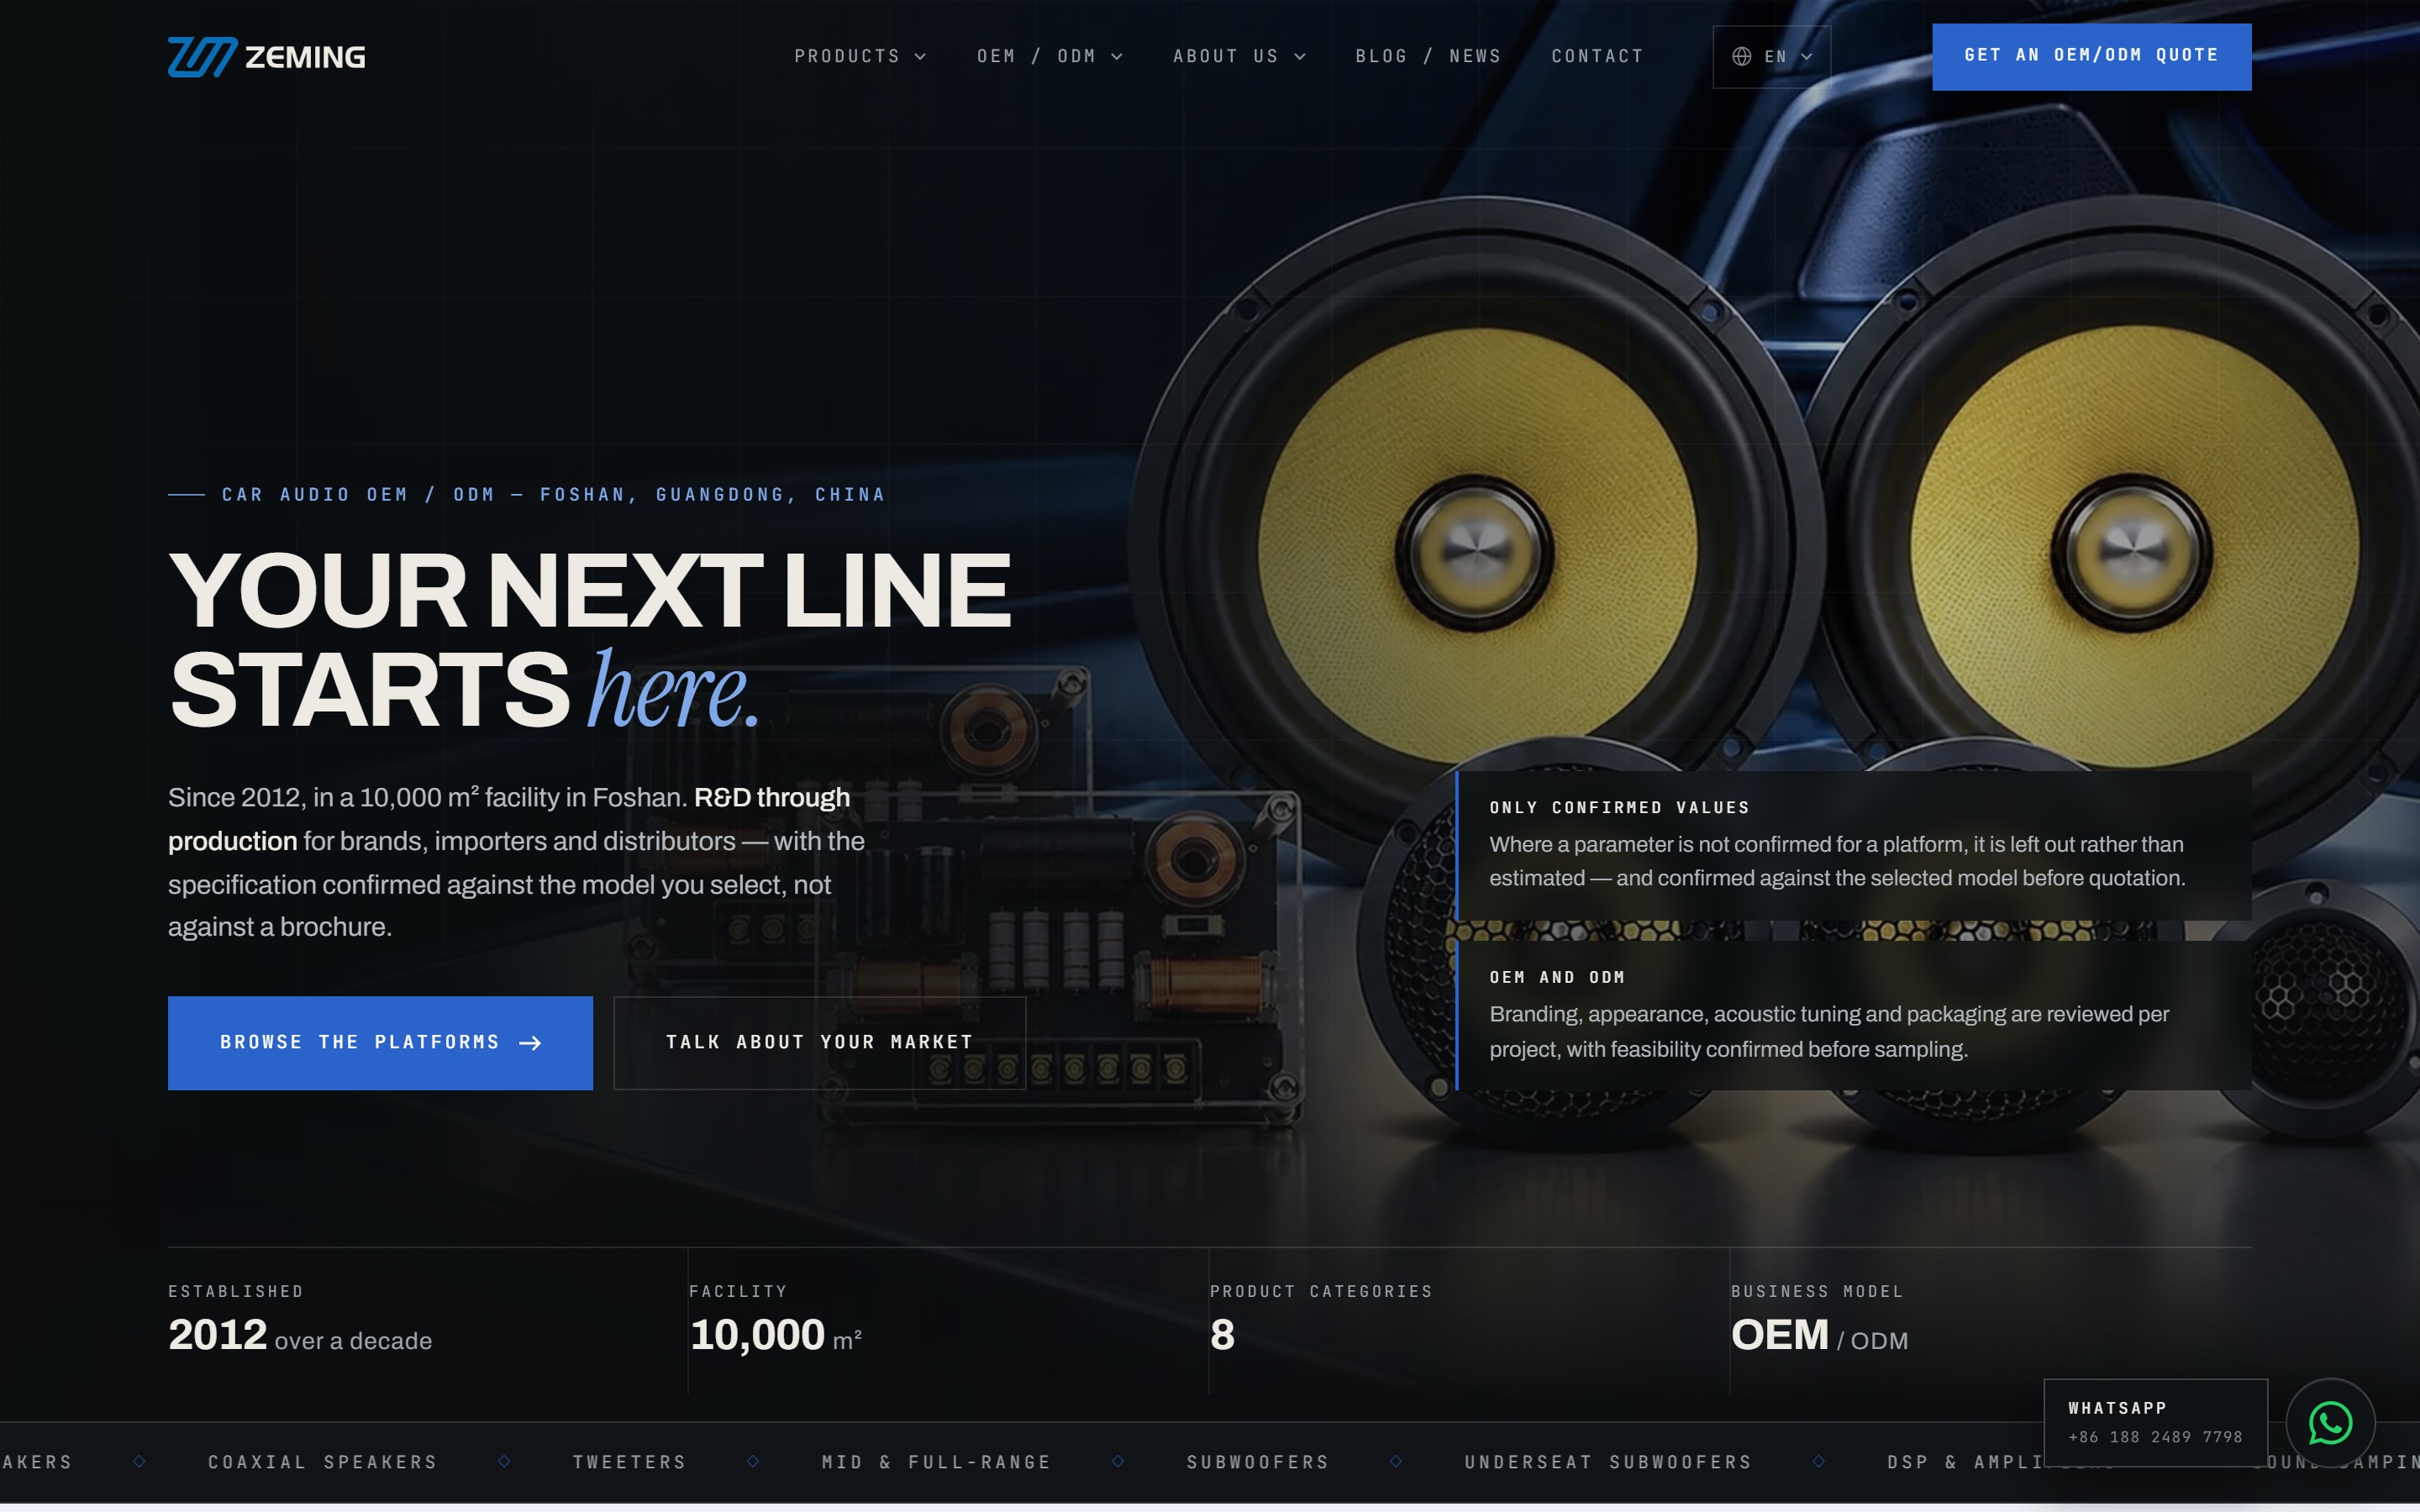 ZEMING
PRODUCTS
OEM / ODM
ABOUT US
BLOG / NEWS
CONTACT
EN
GET AN OEM/ODM QUOTE
CAR AUDIO OEM / ODM — FOSHAN, GUANGDONG, CHINA
YOUR NEXT LINE
STARTS here.
Since 2012, in a 10,000 m² facility in Foshan. R&D through
production for brands, importers and distributors — with the
specification confirmed against the model you select, not
against a brochure.
BROWSE THE PLATFORMS →
TALK ABOUT YOUR MARKET
ONLY CONFIRMED VALUES
Where a parameter is not confirmed for a platform, it is left out rather than
estimated — and confirmed against the selected model before quotation.
OEM AND ODM
Branding, appearance, acoustic tuning and packaging are reviewed per
project, with feasibility confirmed before sampling.
ESTABLISHED
2012 over a decade
FACILITY
10,000 m²
PRODUCT CATEGORIES
8
BUSINESS MODEL
OEM / ODM
WHATSAPP
+86 188 2489 7798
AKERS ◇ COAXIAL SPEAKERS ◇ TWEETERS ◇ MID & FULL-RANGE ◇ SUBWOOFERS ◇ UNDERSEAT SUBWOOFERS ◇ DSP &